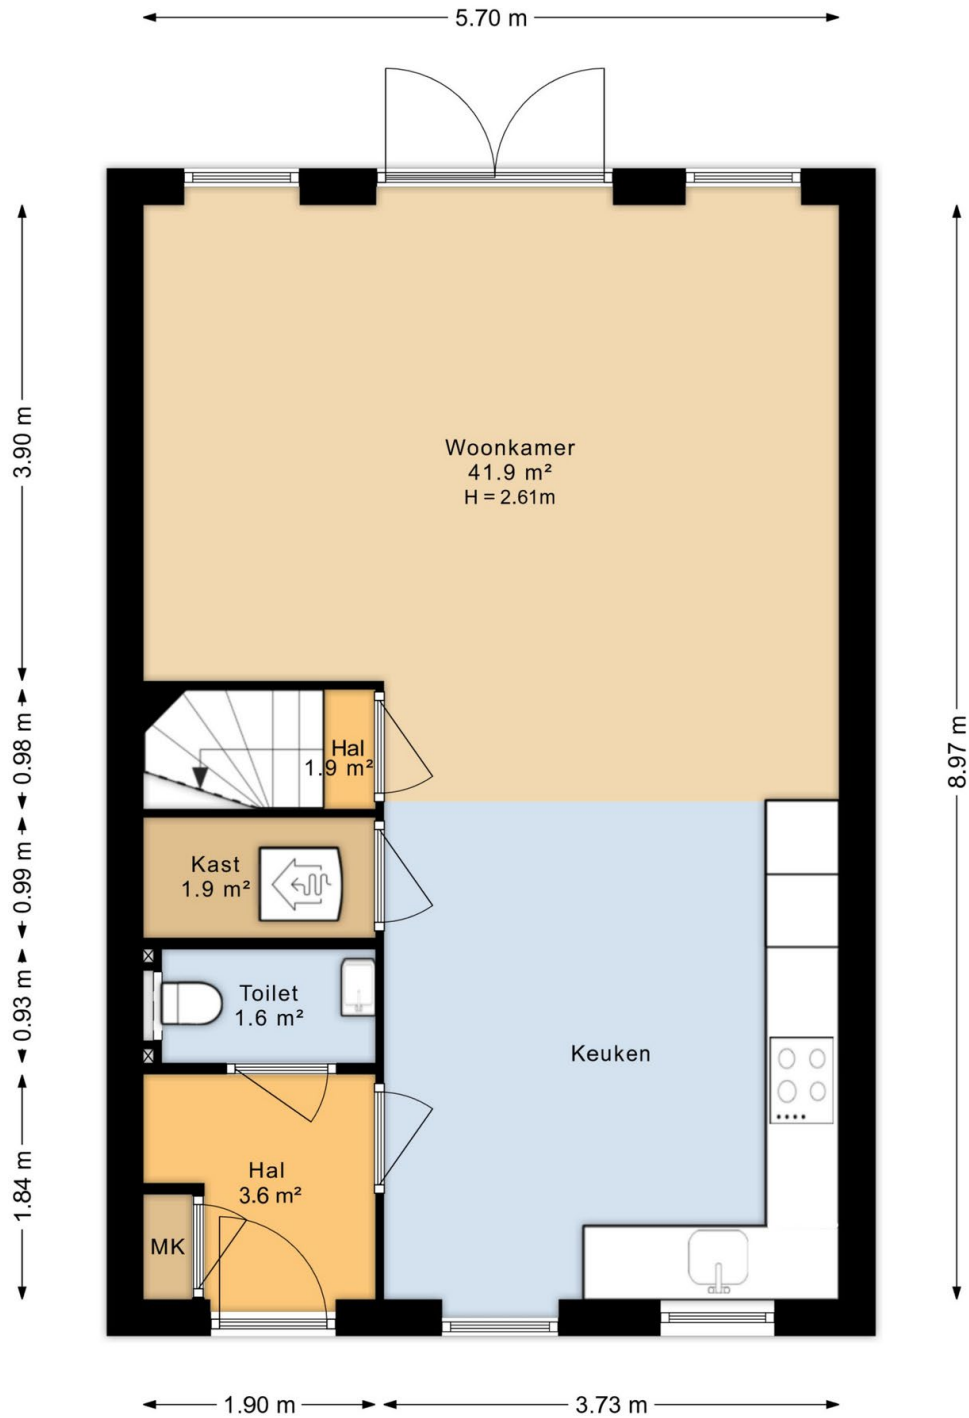 5.70 m
3.90 m
Woonkamer
41.9 m²
H = 2.61m
0.98 m
Hal
1.9 m²
8.97 m
0.99 m
Kast
1.9 m²
0.93 m
Toilet
1.6 m²
Keuken
1.84 m
Hal
3.6 m²
MK
1.90 m
3.73 m